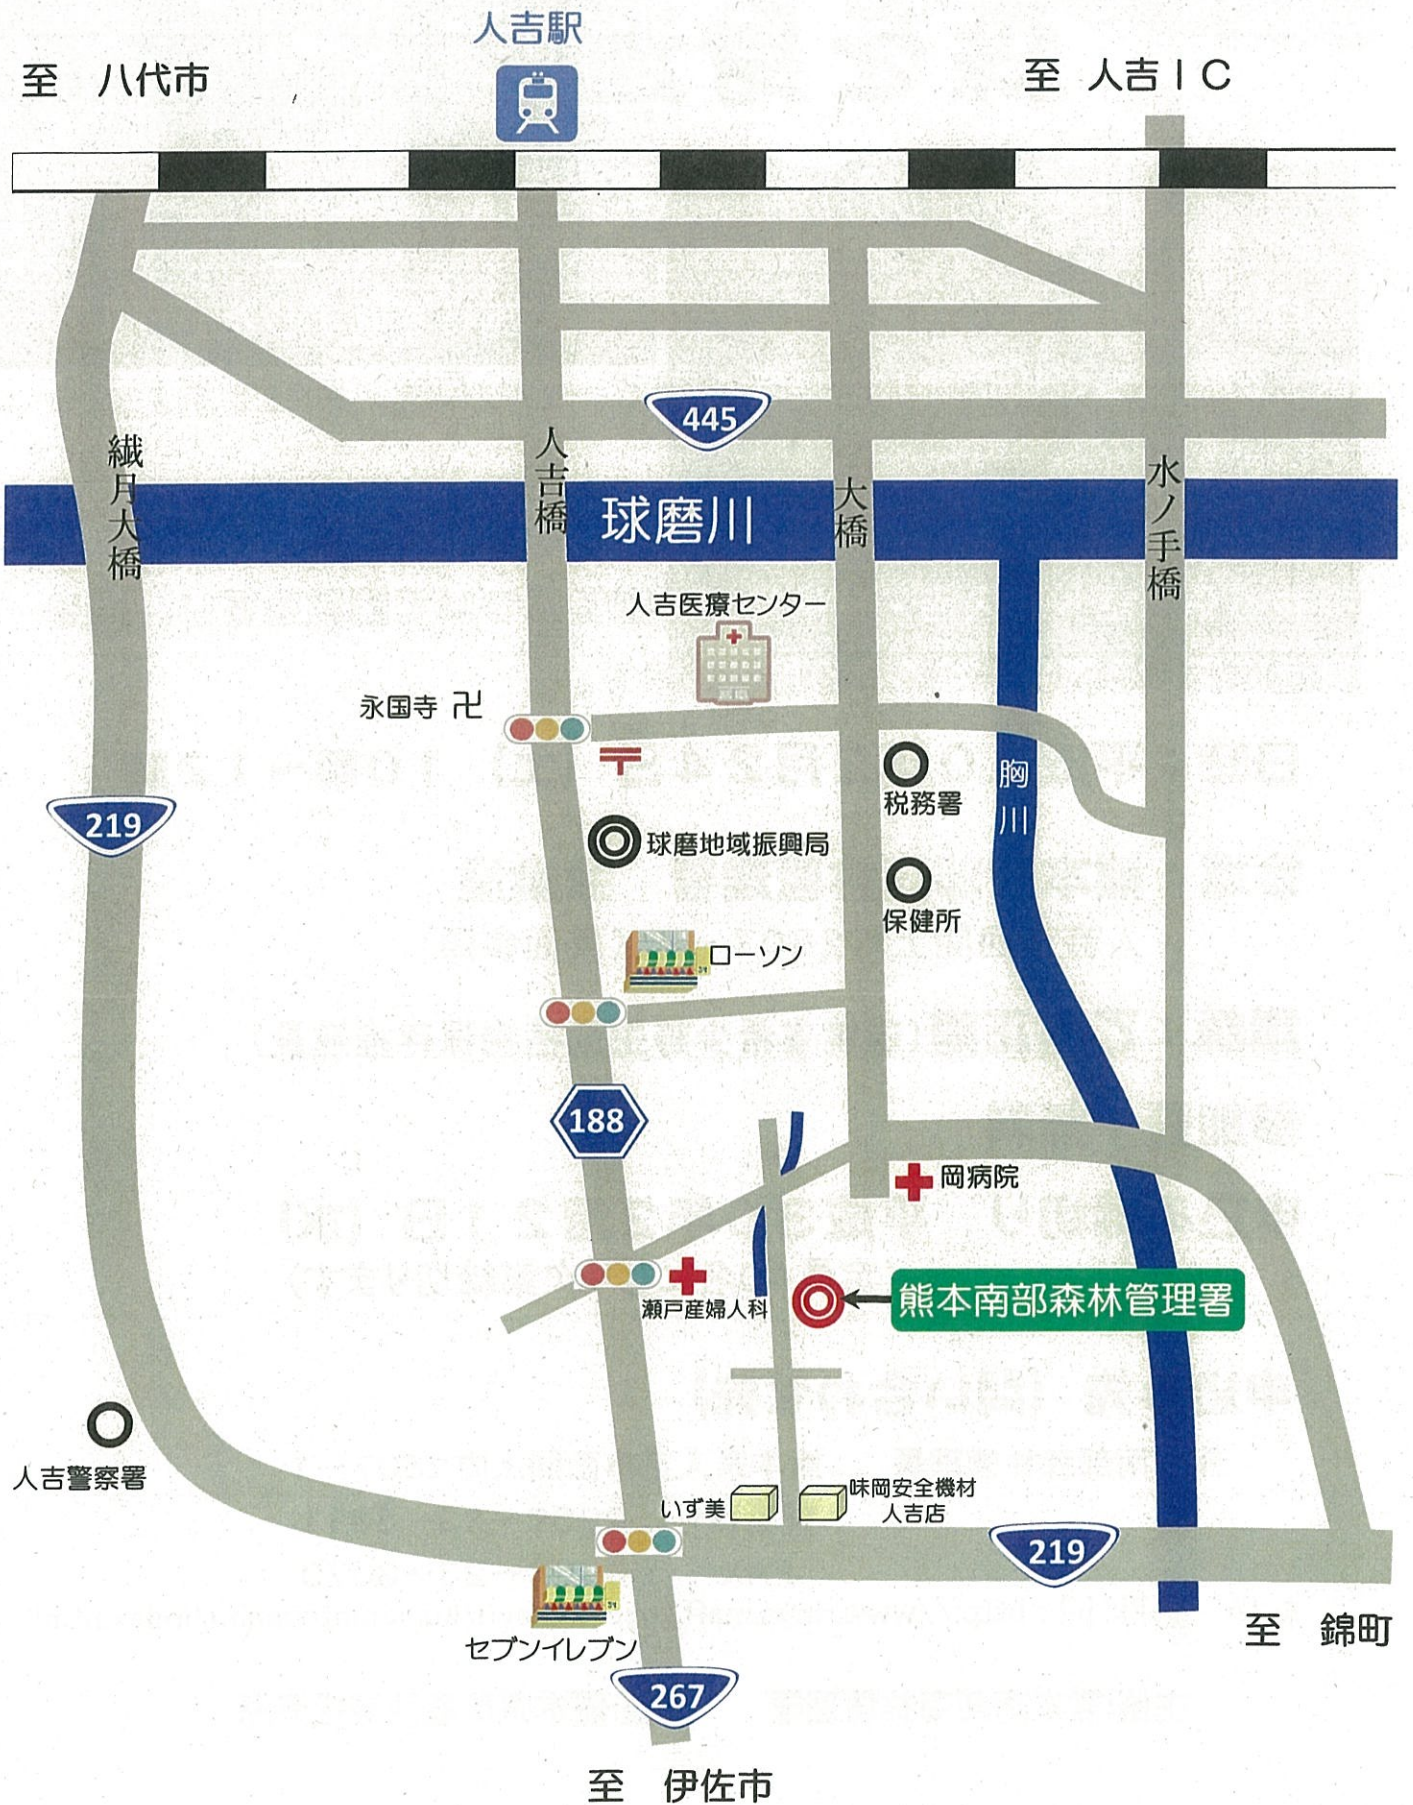 人吉駅
至 八代市
至 人吉IC
445
繊月大橋
人吉橋
球磨川
大橋
水ノ手橋
人吉医療センター
永国寺 卍
〒
税務署
胸川
219
球磨地域振興局
保健所
ローソン
188
岡病院
瀬戸産婦人科
熊本南部森林管理署
人吉警察署
いず美
味岡安全機材
人吉店
219
セブンイレブン
至 錦町
267
至 伊佐市